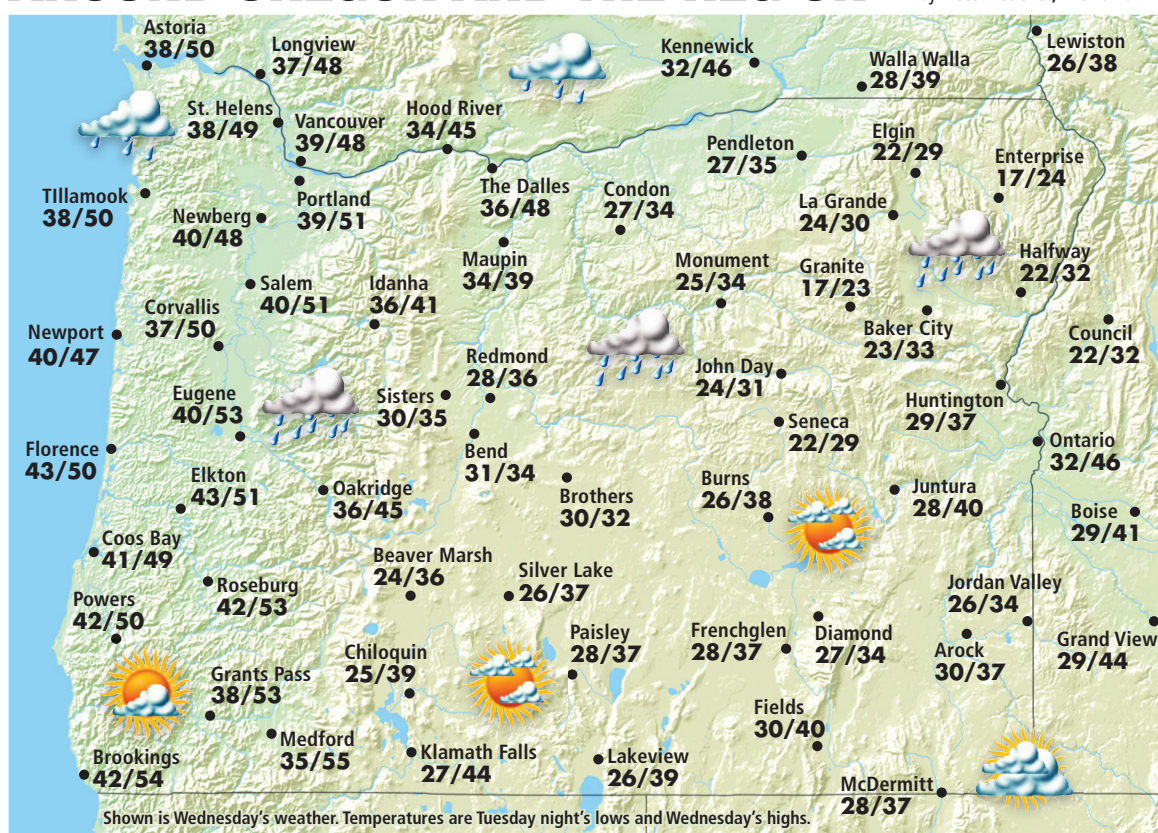 Astoria
38/50
Longview
37/48
Kennewick
32/46
Walla Walla
28/39
Lewiston
26/38
St. Helens
38/49
Vancouver
39/48
Hood River
34/45
Pendleton
27/35
Elgin
22/29
Enterprise
17/24
TIllamook
38/50
Newberg
40/48
Portland
39/51
The Dalles
36/48
Condon
27/34
La Grande
24/30
Maupin
34/39
Monument
25/34
Granite
17/23
Halfway
22/32
Salem
40/51
Idanha
36/41
Corvallis
37/50
Newport
40/47
Baker City
23/33
Council
22/32
Redmond
28/36
John Day
24/31
Eugene
40/53
Sisters
30/35
Huntington
29/37
Seneca
22/29
Florence
43/50
Bend
31/34
Ontario
32/46
Elkton
43/51
Oakridge
36/45
Brothers
30/32
Burns
26/38
Juntura
28/40
Boise
29/41
Coos Bay
41/49
Beaver Marsh
24/36
Silver Lake
26/37
Roseburg
42/53
Jordan Valley
26/34
Powers
42/50
Chiloquin
25/39
Paisley
28/37
Frenchglen
28/37
Diamond
27/34
Arock
30/37
Grand View
29/44
Grants Pass
38/53
Fields
30/40
Medford
35/55
Klamath Falls
27/44
Lakeview
26/39
Brookings
42/54
McDermitt
28/37
Shown is Wednesday's weather. Temperatures are Tuesday night's lows and Wednesday's highs.